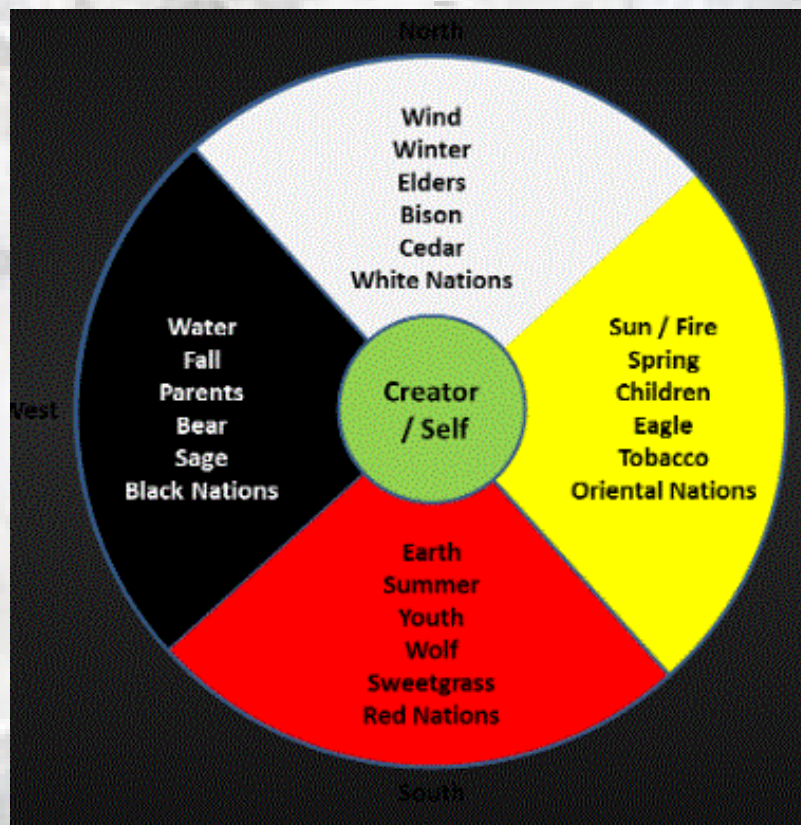 North
Wind
Winter
Elders
Bison
Cedar
White Nations
West
Water
Fall
Parents
Bear
Sage
Black Nations
Creator
/ Self
Sun / Fire
Spring
Children
Eagle
Tobacco
Oriental Nations
Earth
Summer
Youth
Wolf
Sweetgrass
Red Nations
South